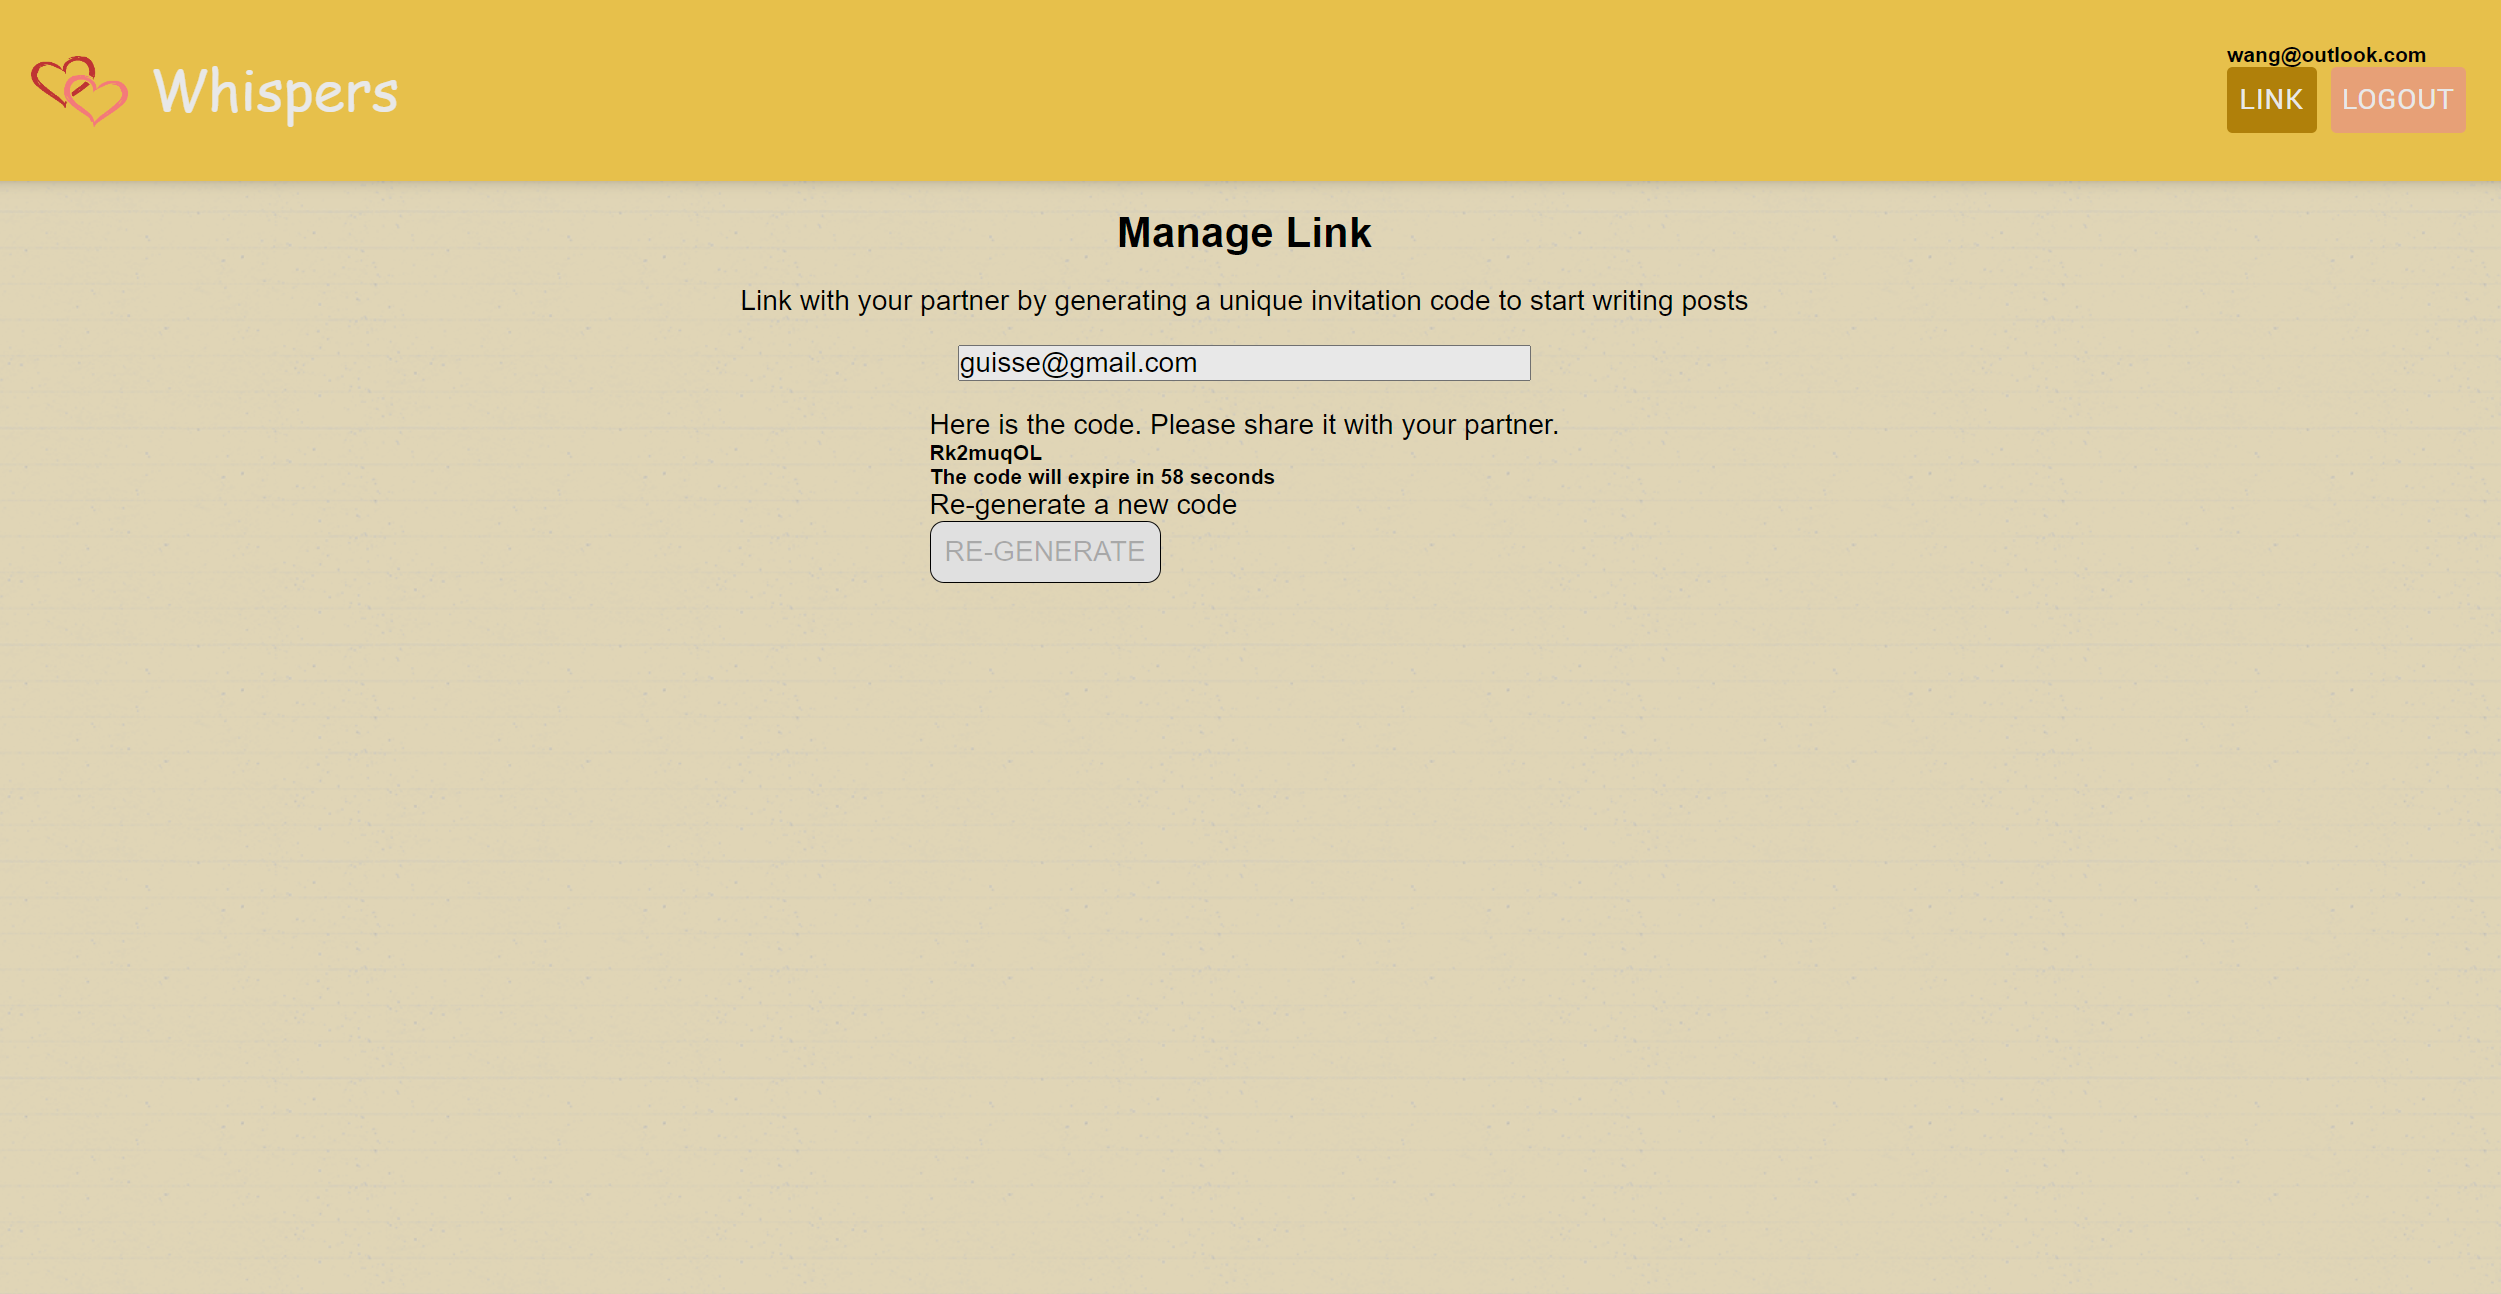 Whispers
wang@outlook.com
LINK
LOGOUT
Manage Link
Link with your partner by generating a unique invitation code to start writing posts
guisse@gmail.com
Here is the code. Please share it with your partner.
Rk2muqOL
The code will expire in 58 seconds
Re-generate a new code
RE-GENERATE